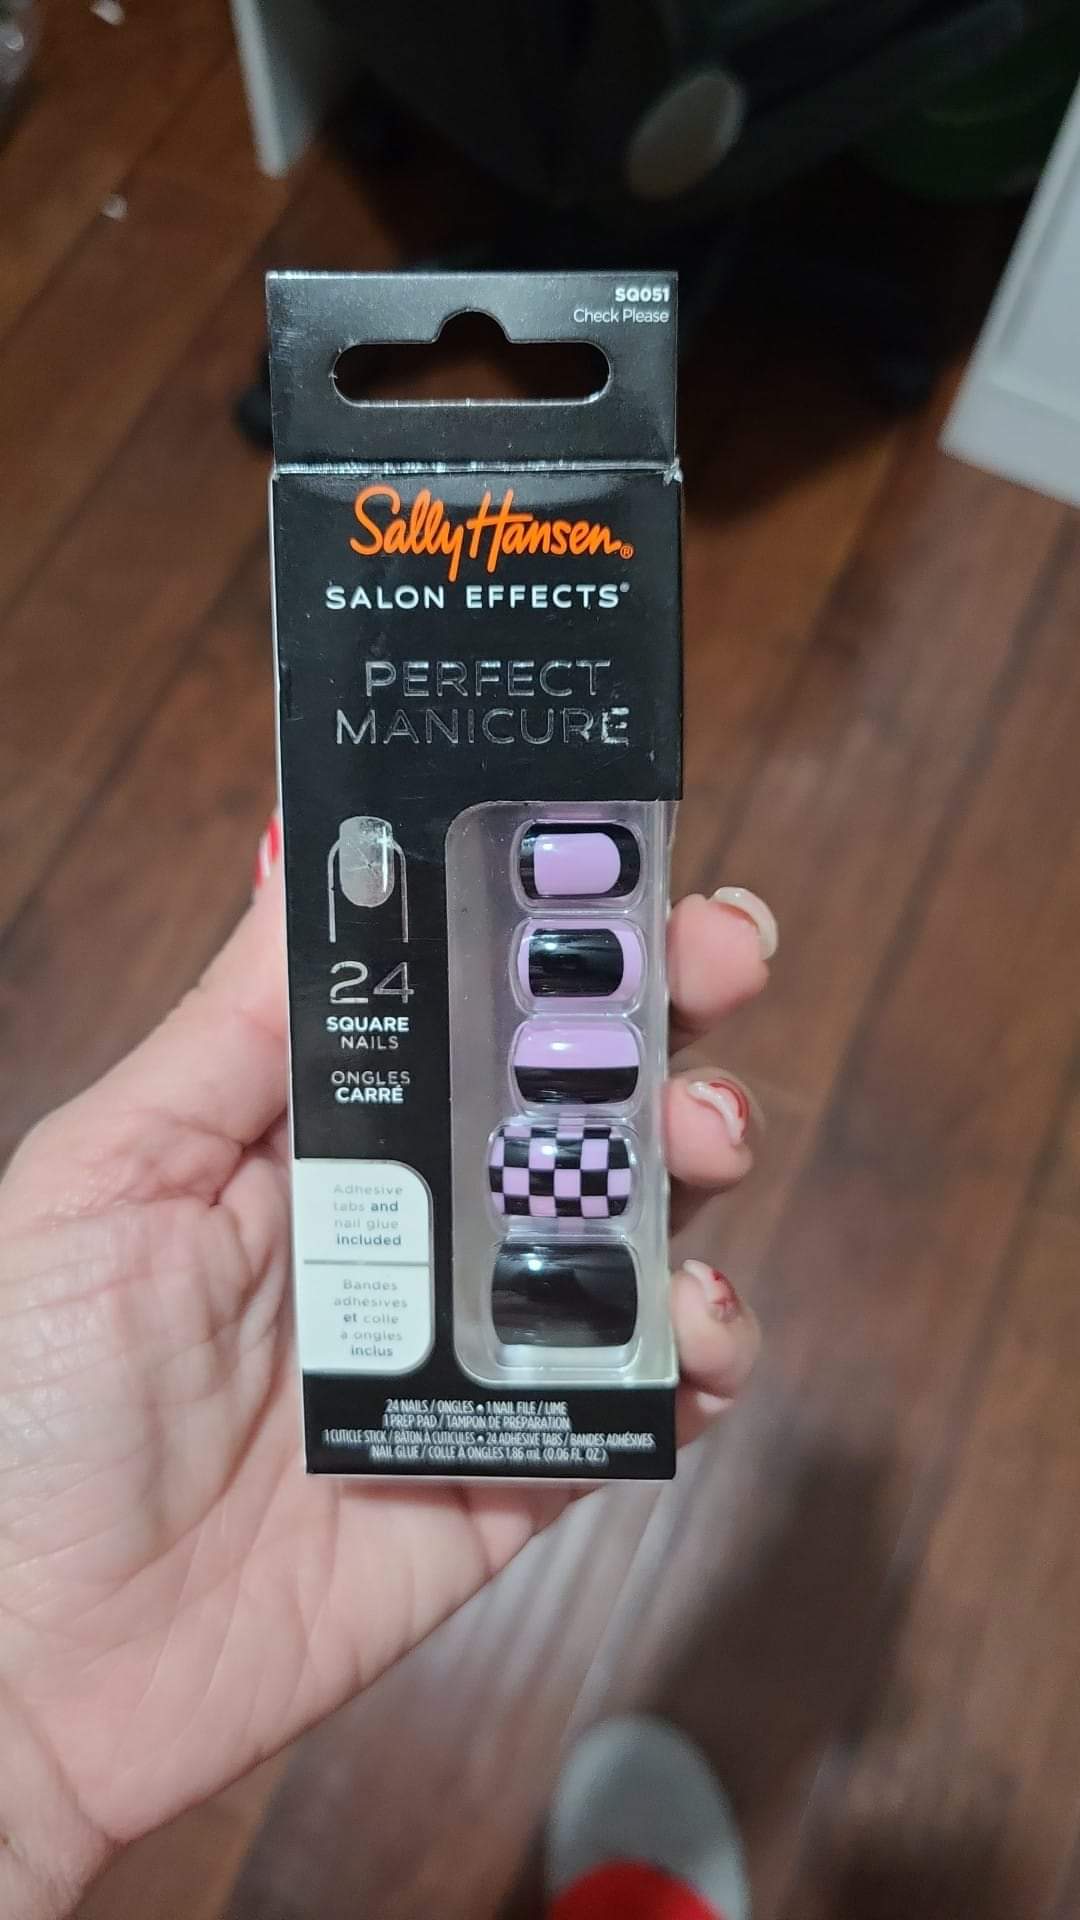 SQ051
Check Please
Sally Hansen®
SALON EFFECTS®
PERFECT
MANICURE
24
SQUARE
NAILS
ONGLES
CARRÉ
Adhesive
tabs and
nail glue
included
Bandes
adhésives
et colle
à ongles
inclus
24 NAILS / ONGLES • 1 NAIL FILE / LIME
1 PREP PAD / TAMPON DE PRÉPARATION
1 CUTICLE STICK / BÂTON À CUTICULES • 24 ADHESIVE TABS / BANDES ADHÉSIVES
NAIL GLUE / COLLE À ONGLES 1.86 mL (0.06 FL. OZ.)